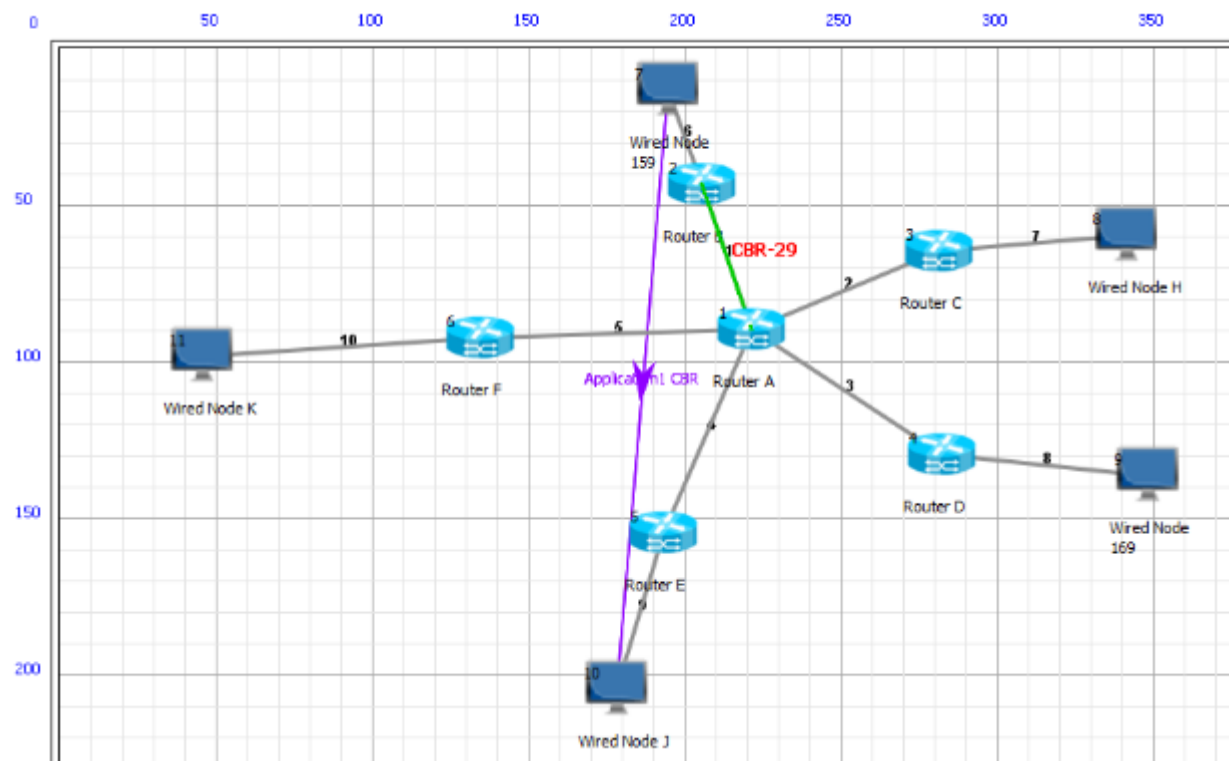 0 50 100 150 200 250 300 350
7
6
Wired Node
159
2
50
Router
1
CBR-29
3
7
8
Wired Node H
2
Router C
1
6
11
10
100
Router F
Application1 CBR
Router A
Wired Node K
3
4
4
8
9
150
Router D
5
Wired Node
169
Router E
9
200
10
Wired Node J